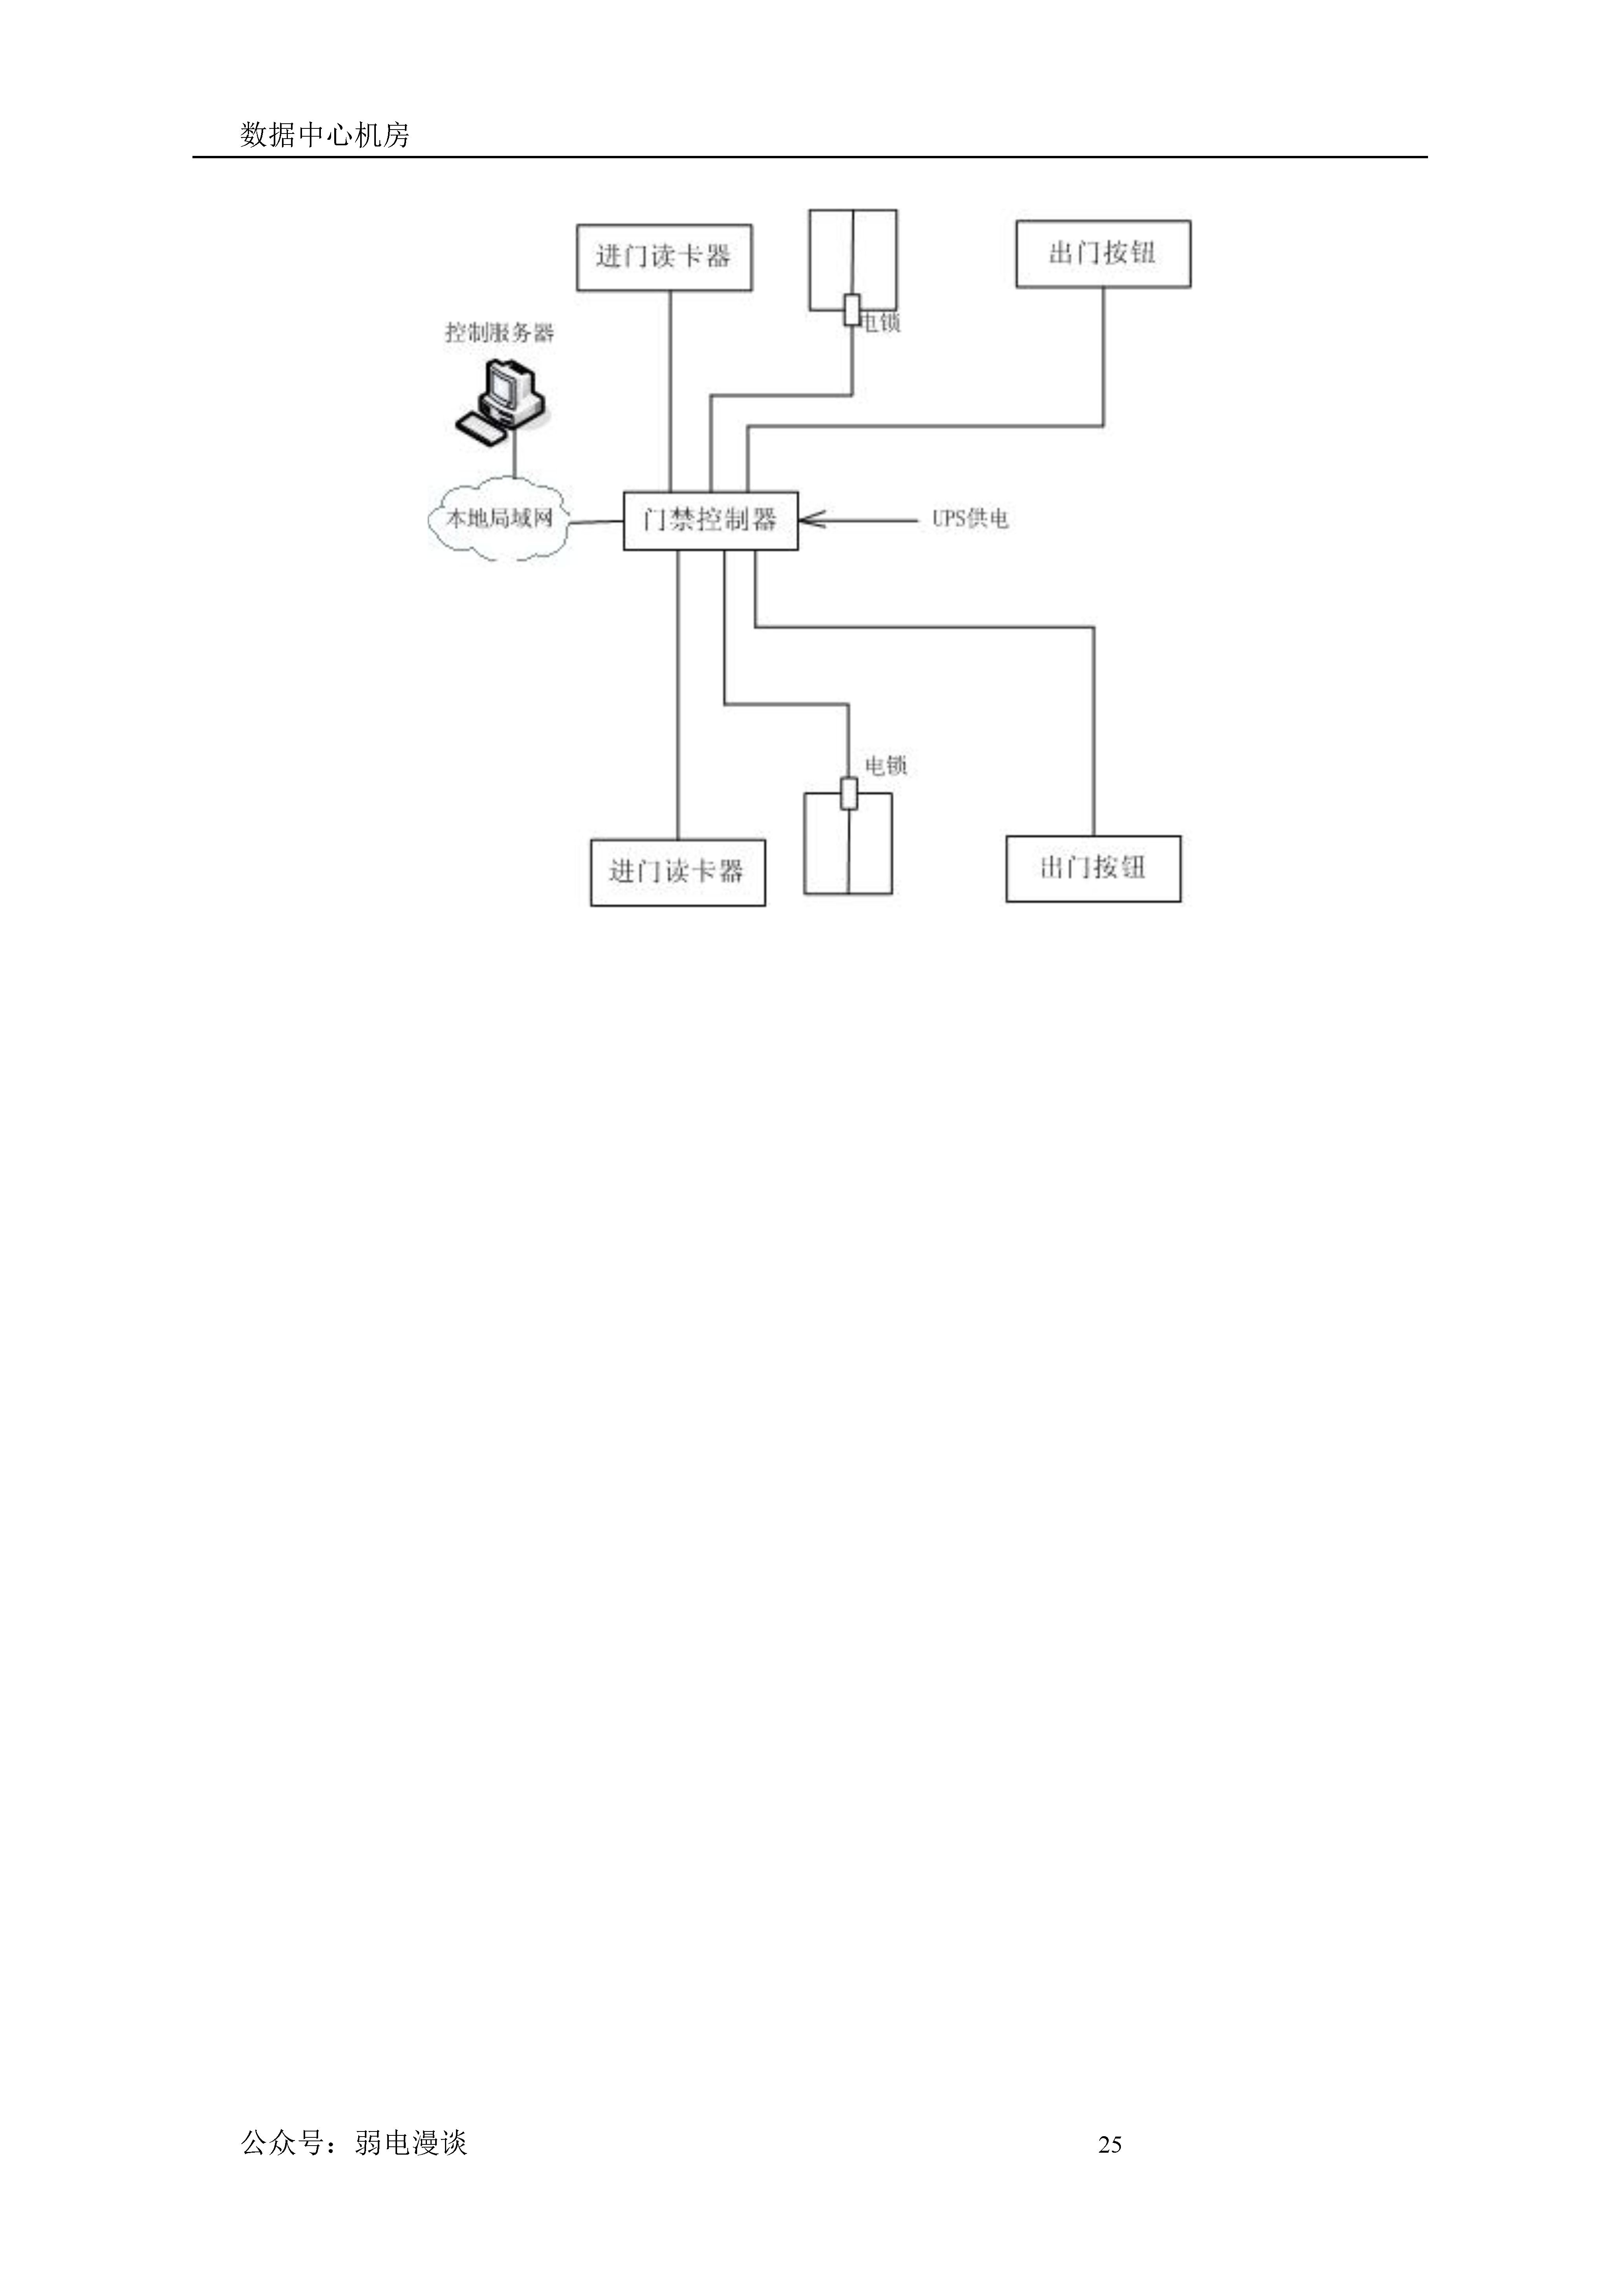 数据中心机房
进门读卡器
出门按钮
电锁
控制服务器
本地局域网
门禁控制器
UPS供电
电锁
进门读卡器
出门按钮
公众号：弱电漫谈
25